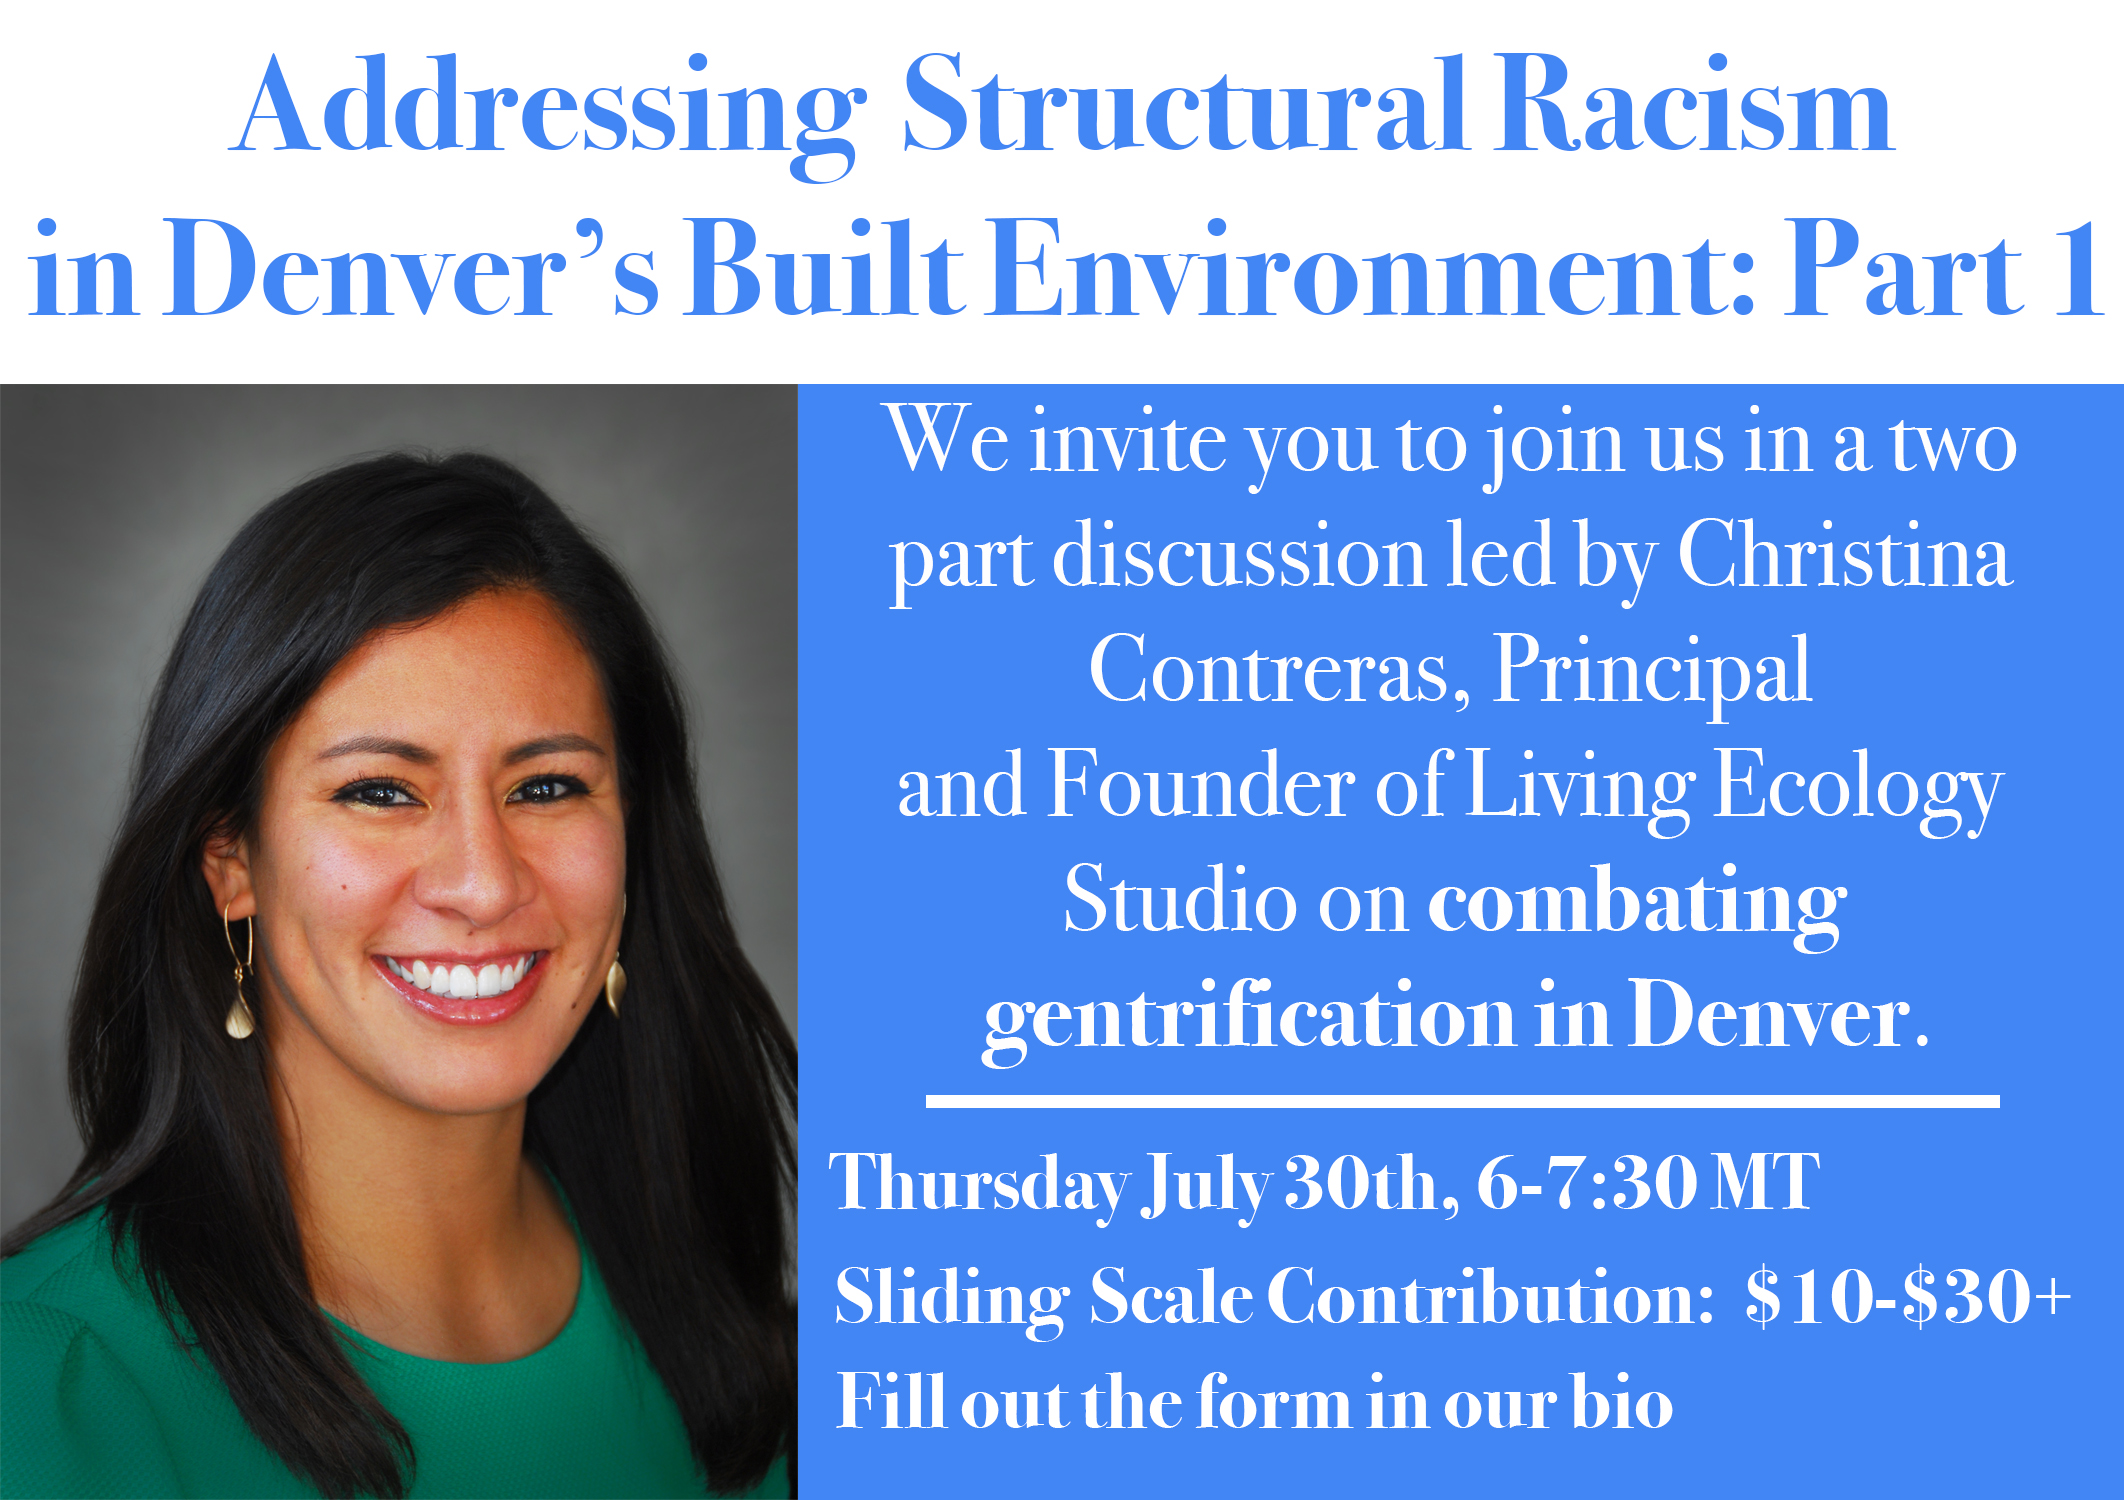 Addressing Structural Racism
in Denver’s Built Environment: Part 1
We invite you to join us in a two
part discussion led by Christina
Contreras, Principal
and Founder of Living Ecology
Studio on combating
gentrification in Denver.
Thursday July 30th, 6-7:30 MT
Sliding Scale Contribution: $10-$30+
Fill out the form in our bio